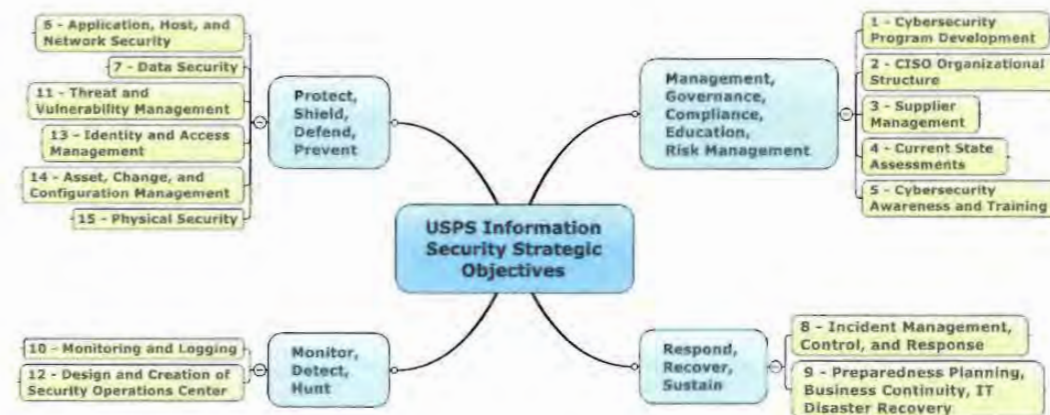 6 - Application, Host, and
Network Security
7 - Data Security
11 - Threat and
Vulnerability Management
13 - Identity and Access
Management
14 - Asset, Change, and
Configuration Management
15 - Physical Security
Protect,
Shield,
Defend,
Prevent
Management,
Governance,
Compliance,
Education,
Risk Management
1 - Cybersecurity
Program Development
2 - CISO Organizational
Structure
3 - Supplier
Management
4 - Current State
Assessments
5 - Cybersecurity
Awareness and Training
USPS Information
Security Strategic
Objectives
10 - Monitoring and Logging
12 - Design and Creation of
Security Operations Center
Monitor,
Detect,
Hunt
Respond,
Recover,
Sustain
8 - Incident Management,
Control, and Response
9 - Preparedness Planning,
Business Continuity, IT
Disaster Recovery